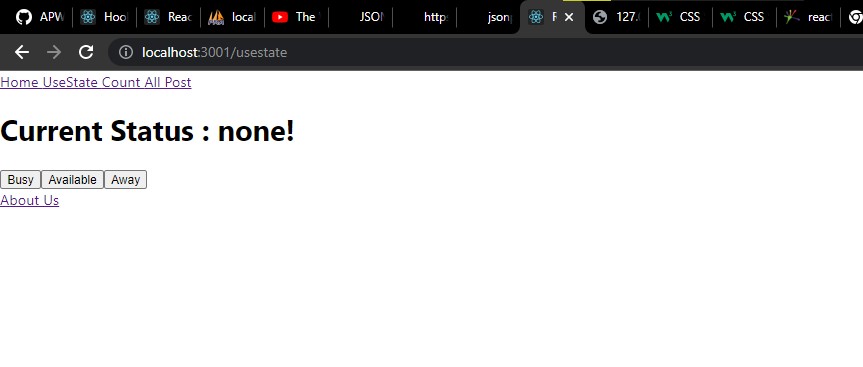 APW
Hool
Reac
local
The
JSON
http:
json
127.
CSS
CSS
reac
localhost:3001/usestate
Home UseState Count All Post
Current Status : none!
Busy Available Away
About Us